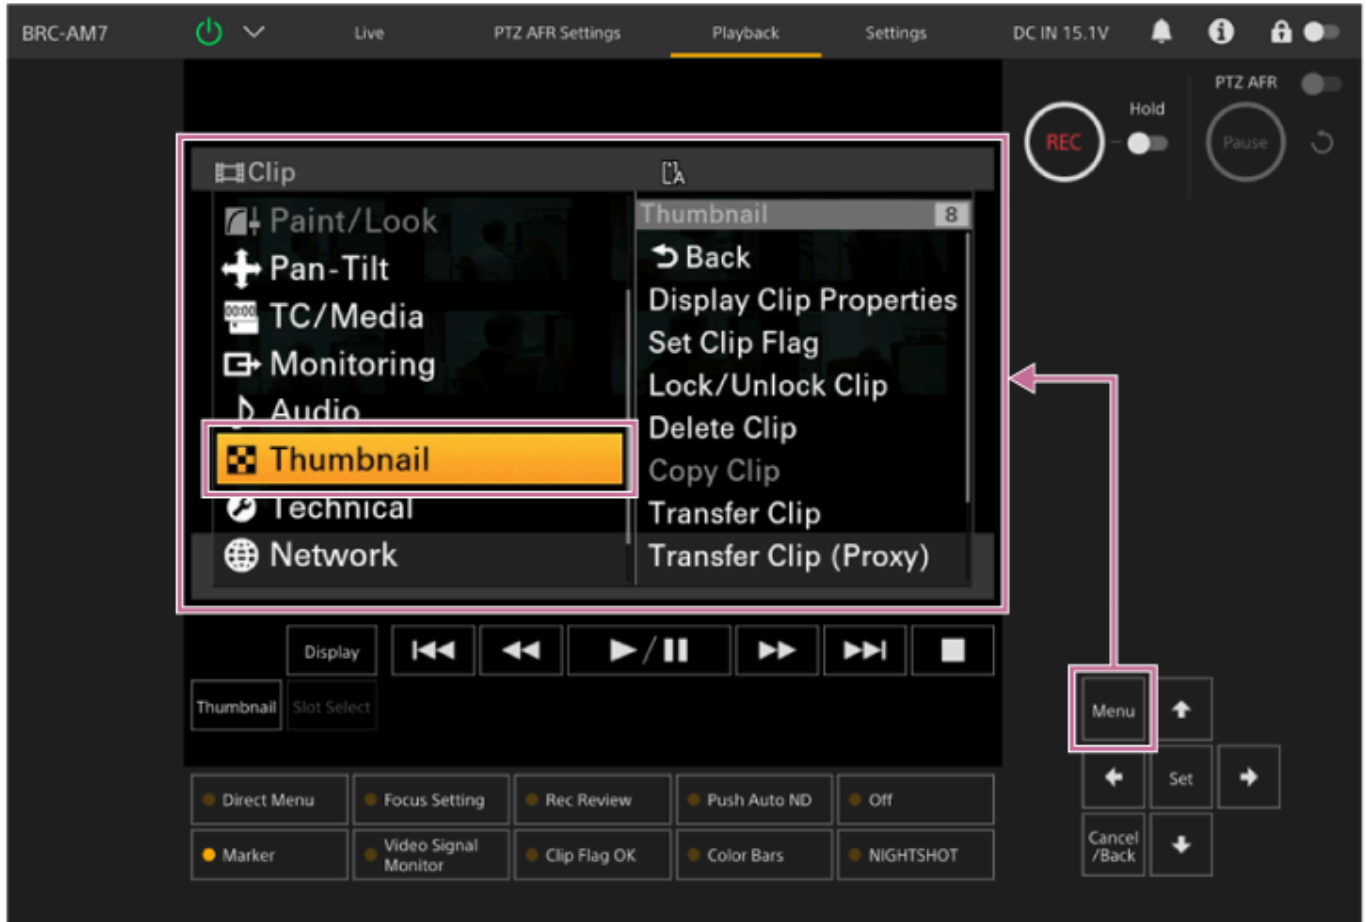 BRC-AM7
Live
PTZ AFR Settings
Playback
Settings
DC IN 15.1V
PTZ AFR
REC
Hold
Pause
Clip
A
Paint/Look
Pan-Tilt
00:00 TC/Media
Monitoring
Audio
Thumbnail
Technical
Network
Thumbnail 8
Back
Display Clip Properties
Set Clip Flag
Lock/Unlock Clip
Delete Clip
Copy Clip
Transfer Clip
Transfer Clip (Proxy)
Display
Thumbnail
Slot Select
Menu
Set
Cancel
/Back
Direct Menu
Focus Setting
Rec Review
Push Auto ND
Off
Marker
Video Signal
Monitor
Clip Flag OK
Color Bars
NIGHTSHOT